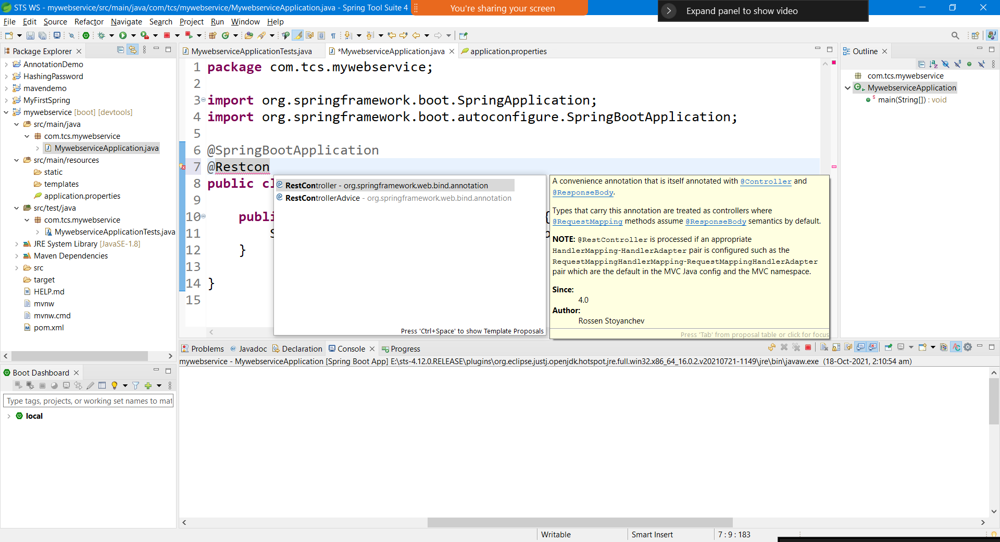 STS WS - mywebservice/src/main/java/com/tcs/mywebservice/MywebserviceApplication.java - Spring Tool Suite 4
You're sharing your screen
Expand panel to show video
File Edit Source Refactor Navigate Search Project Run Window Help
Package Explorer
AnnotationDemo
HashingPassword
mavendemo
MyFirstSpring
mywebservice [boot] [devtools]
src/main/java
com.tcs.mywebservice
MywebserviceApplication.java
src/main/resources
static
templates
application.properties
src/test/java
com.tcs.mywebservice
MywebserviceApplicationTests.java
JRE System Library [JavaSE-1.8]
Maven Dependencies
src
target
HELP.md
mvnw
mvnw.cmd
pom.xml
Boot Dashboard
Type tags, projects, or working set names to mat
local
MywebserviceApplicationTests.java
*MywebserviceApplication.java
application.properties
1 package com.tcs.mywebservice;
2
3 import org.springframework.boot.SpringApplication;
4 import org.springframework.boot.autoconfigure.SpringBootApplication;
5
6 @SpringBootApplication
7 @Restcon
8 public cl
9
10 publi {
11 S p
12 }
13
14 }
15
RestController - org.springframework.web.bind.annotation
RestControllerAdvice - org.springframework.web.bind.annotation
Press 'Ctrl+Space' to show Template Proposals
A convenience annotation that is itself annotated with @Controller and
@ResponseBody.
Types that carry this annotation are treated as controllers where
@RequestMapping methods assume @ResponseBody semantics by default.
NOTE: @RestController is processed if an appropriate
HandlerMapping-HandlerAdapter pair is configured such as the
RequestMappingHandlerMapping-RequestMappingHandlerAdapter
pair which are the default in the MVC Java config and the MVC namespace.
Since:
4.0
Author:
Rossen Stoyanchev
Press 'Tab' from proposal table or click for focus
Outline
com.tcs.mywebservice
MywebserviceApplication
main(String[]) : void
Problems
Javadoc
Declaration
Console
Progress
mywebservice - MywebserviceApplication [Spring Boot App] E:\sts-4.12.0.RELEASE\plugins\org.eclipse.justj.openjdk.hotspot.jre.full.win32.x86_64_16.0.2.v20210721-1149\jre\bin\javaw.exe (18-Oct-2021, 2:10:54 am)
Writable
Smart Insert
7 : 9 : 183